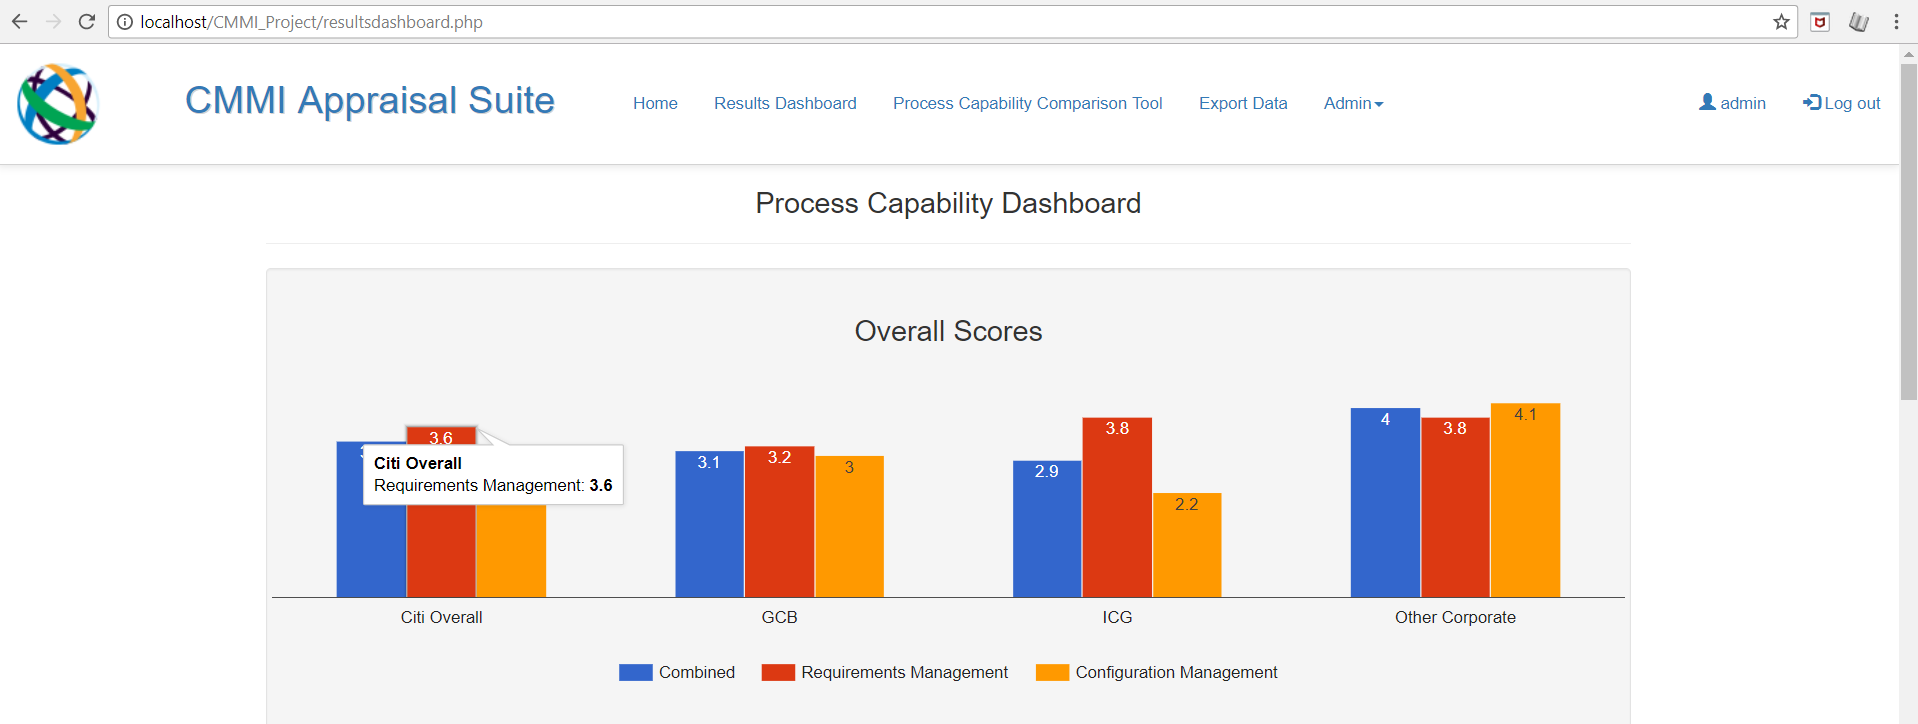 localhost/CMMI_Project/resultsdashboard.php
CMMI Appraisal Suite
Home Results Dashboard Process Capability Comparison Tool Export Data Admin admin Log out
Process Capability Dashboard
Overall Scores
3.6 3.1 3.2 3 2.9 3.8 2.2 4 3.8 4.1
Citi Overall
Requirements Management: 3.6
Citi Overall GCB ICG Other Corporate
Combined Requirements Management Configuration Management